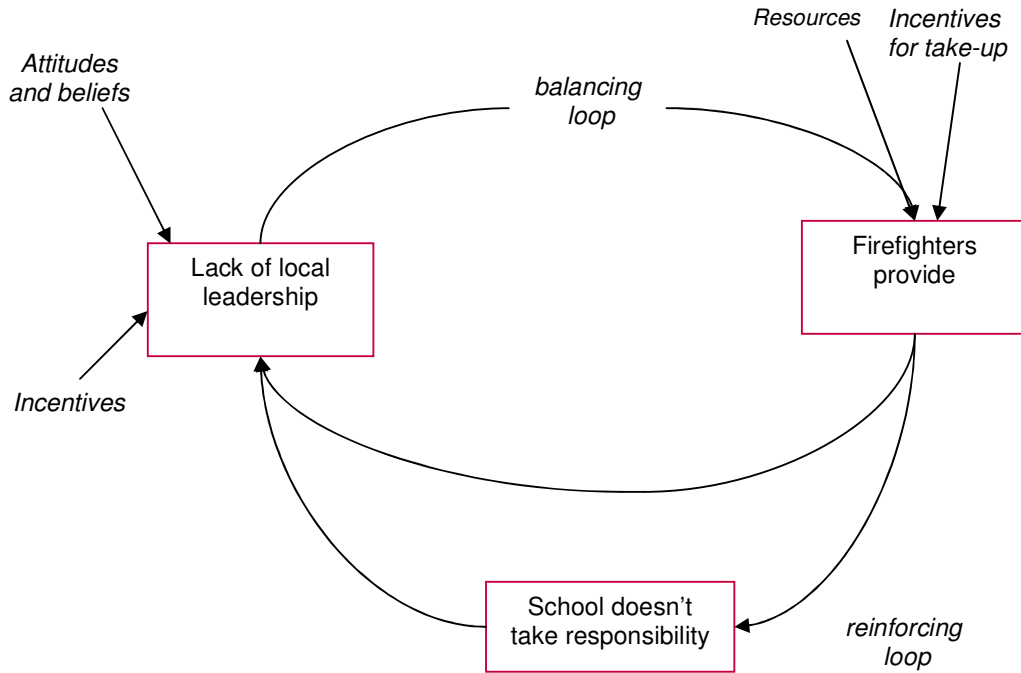 Attitudes
and beliefs
balancing
loop
Resources
Incentives
for take-up
Lack of local
leadership
Firefighters
provide
Incentives
School doesn't
take responsibility
reinforcing
loop